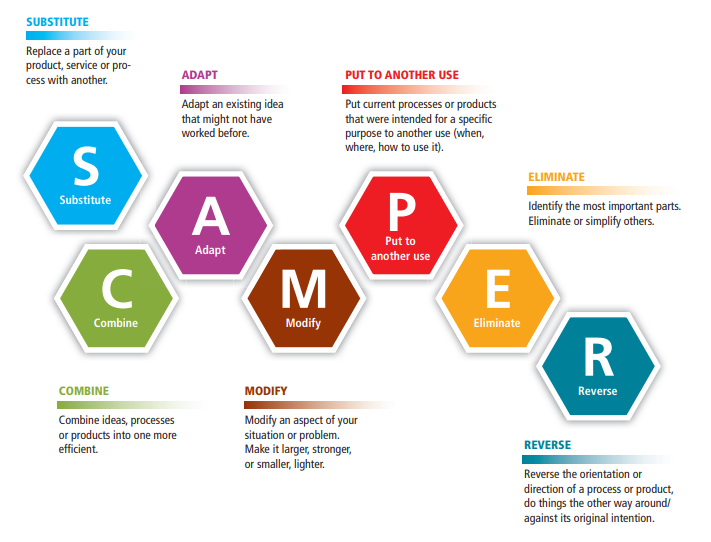 SUBSTITUTE
Replace a part of your
product, service or pro-
cess with another.
S
Substitute
C
Combine
COMBINE
Combine ideas, processes
or products into one more
efficient.
ADAPT
Adapt an existing idea
that might not have
worked before.
A
Adapt
M
Modify
MODIFY
Modify an aspect of your
situation or problem.
Make it larger, stronger,
or smaller, lighter.
PUT TO ANOTHER USE
Put current processes or products
that were intended for a specific
purpose to another use (when,
where, how to use it).
P
Put to
another use
ELIMINATE
Identify the most important parts.
Eliminate or simplify others.
E
Eliminate
R
Reverse
REVERSE
Reverse the orientation or
direction of a process or product,
do things the other way around/
against its original intention.